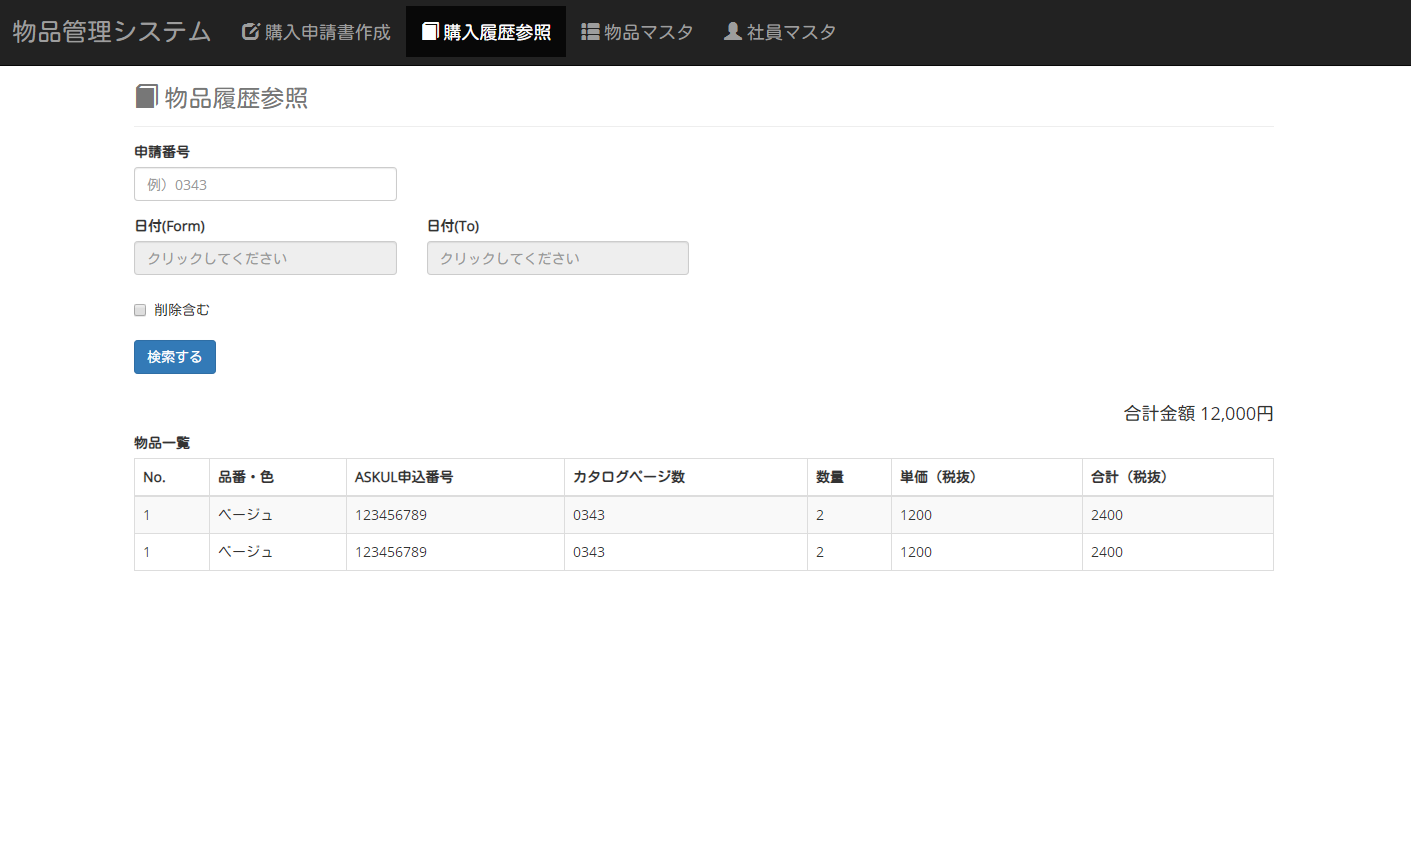 物品管理システム 購入申請書作成 購入履歴参照 物品マスタ 社員マスタ
物品履歴参照
申請番号
例）0343
日付(Form) 日付(To)
クリックしてください クリックしてください
削除含む
検索する
合計金額 12,000円
物品一覧
No. 品番・色 ASKUL申込番号 カタログページ数 数量 単価（税抜） 合計（税抜）
1 ベージュ 123456789 0343 2 1200 2400
1 ベージュ 123456789 0343 2 1200 2400